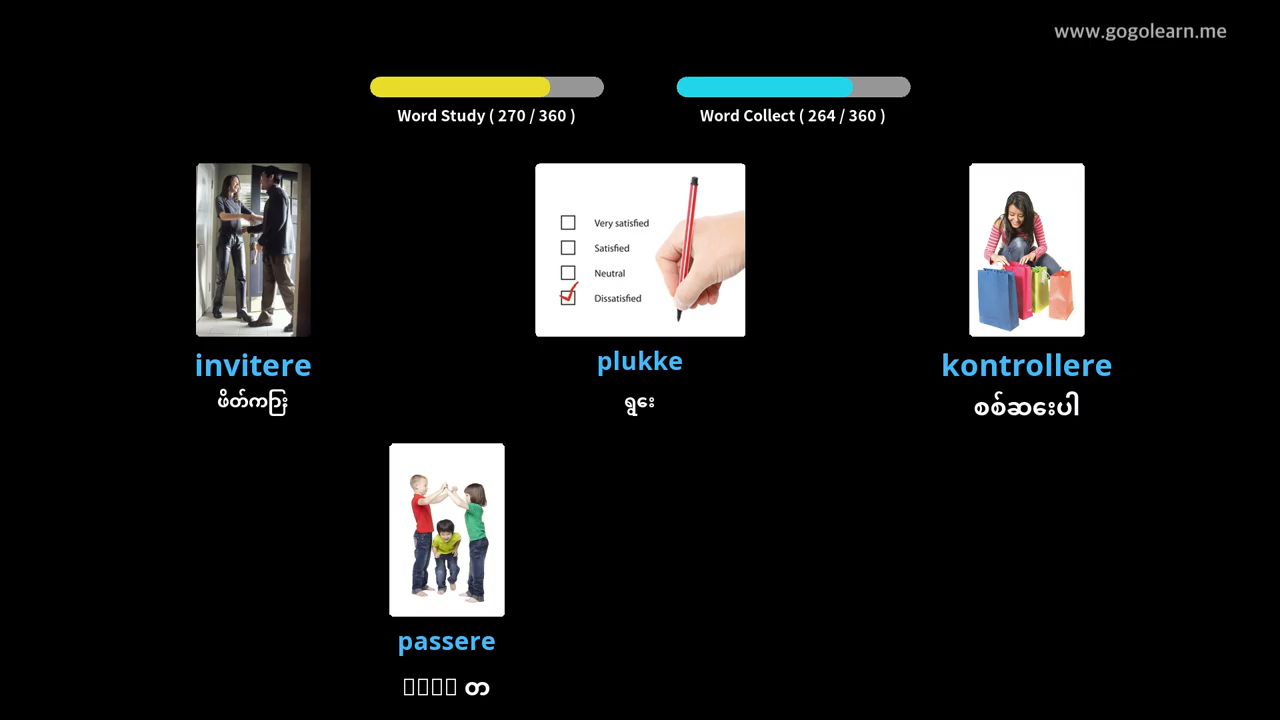 www.gogolearn.me
Word Study ( 270 / 360 )
Word Collect ( 264 / 360 )
Very satisfied
Satisfied
Neutral
Dissatisfied
invitere
ဖိတ်ကြား
plukke
ရွေး
kontrollere
စစ်ဆေးပါ
passere
တ